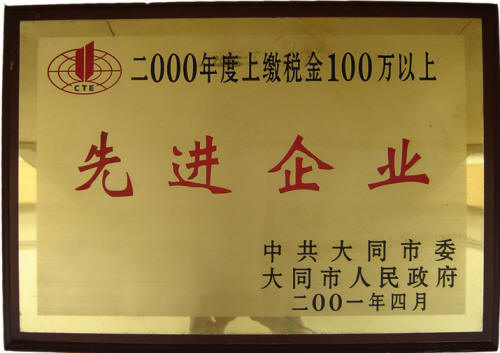 CTE
二000年度上缴税金100万以上
先进企业
中共大同市委
大同市人民政府
二00一年四月